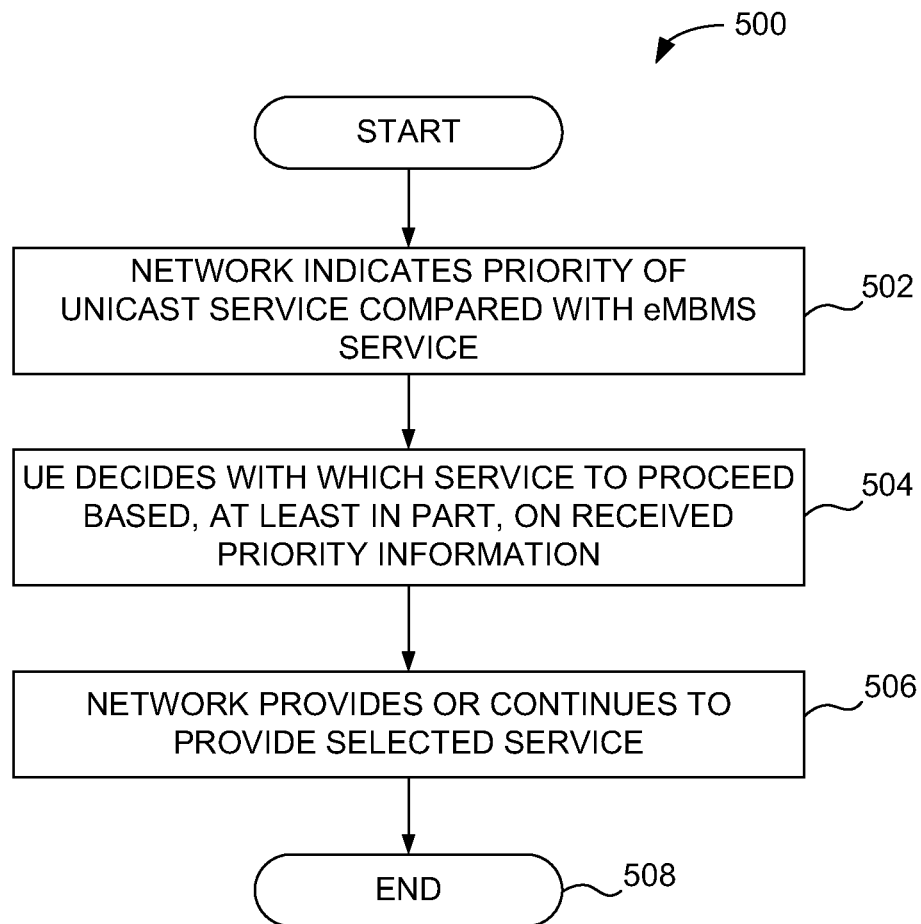 500
START
NETWORK INDICATES PRIORITY OF
UNICAST SERVICE COMPARED WITH eMBMS
SERVICE
502
UE DECIDES WITH WHICH SERVICE TO PROCEED
BASED, AT LEAST IN PART, ON RECEIVED
PRIORITY INFORMATION
504
NETWORK PROVIDES OR CONTINUES TO
PROVIDE SELECTED SERVICE
506
END
508